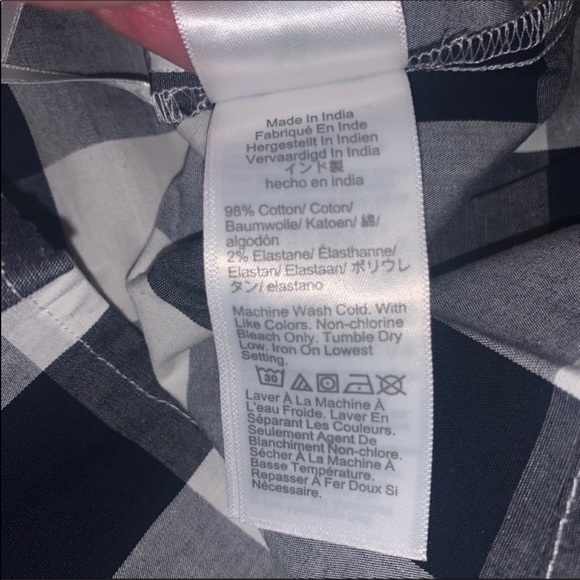 Made In India
Fabriqué En Inde
Hergestellt In Indien
Vervaardigd In India
インド製
hecho en india
98% Cotton/ Coton/
Baumwolle/ Katoen/ 綿/
algodón
2% Elastane/ Élasthanne/
Elastan/ Elastaan/ ポリウレ
タン/ elastano
Machine Wash Cold. With
Like Colors. Non-chlorine
Bleach Only. Tumble Dry
Low. Iron On Lowest
Setting.
30
Laver À La Machine À
L'eau Froide. Laver En
Séparant Les Couleurs.
Seulement Agent De
Blanchiment Non-chlore.
Sécher À La Machine À
Basse Température.
Repasser À Fer Doux Si
Nécessaire.